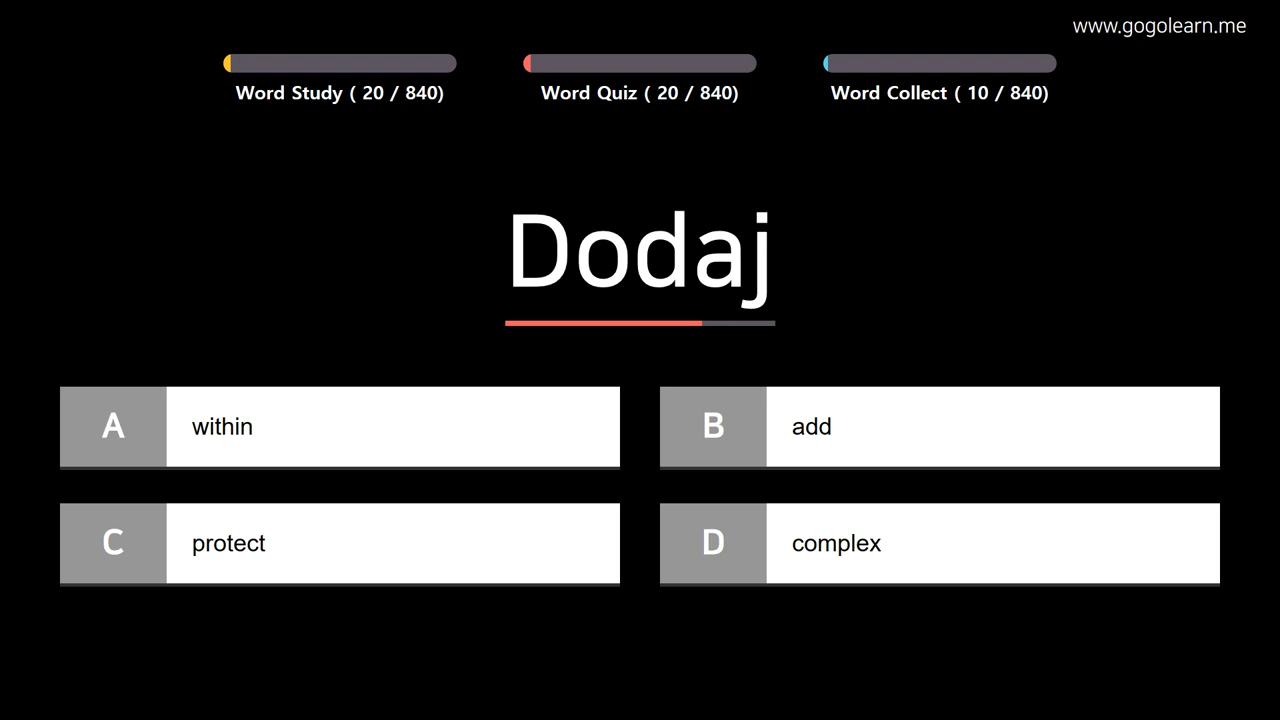 www.gogolearn.me
Word Study ( 20 / 840)
Word Quiz ( 20 / 840)
Word Collect ( 10 / 840)
Dodaj
A within
B add
C protect
D complex